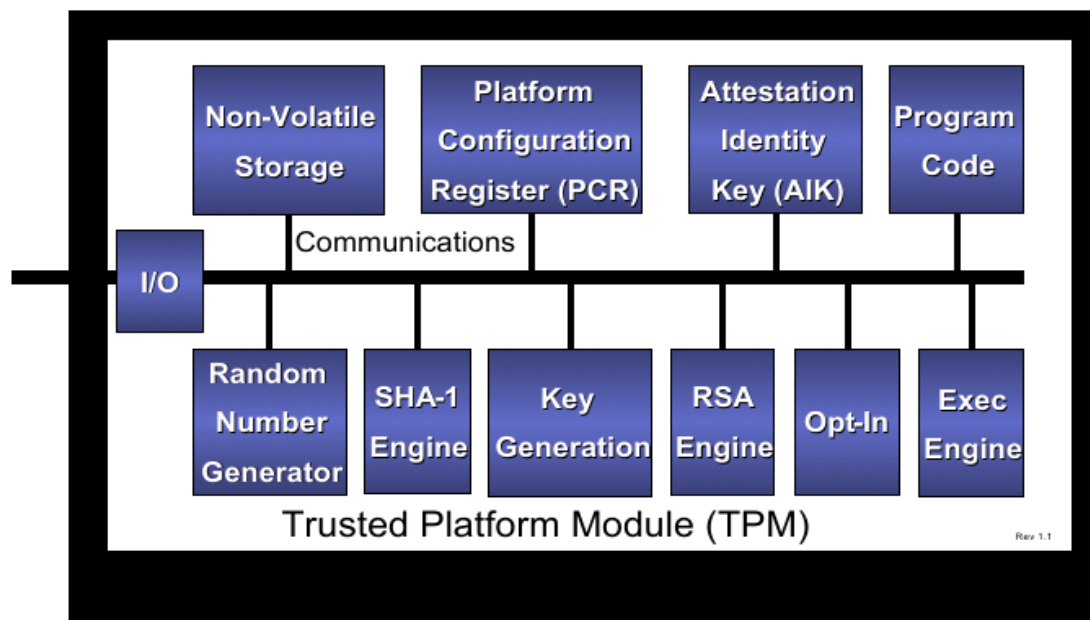 Non-Volatile
Storage
Platform
Configuration
Register (PCR)
Attestation
Identity
Key (AIK)
Program
Code
Communications
I/O
Random
Number
Generator
SHA-1
Engine
Key
Generation
RSA
Engine
Opt-In
Exec
Engine
Trusted Platform Module (TPM)
Rev 1.1